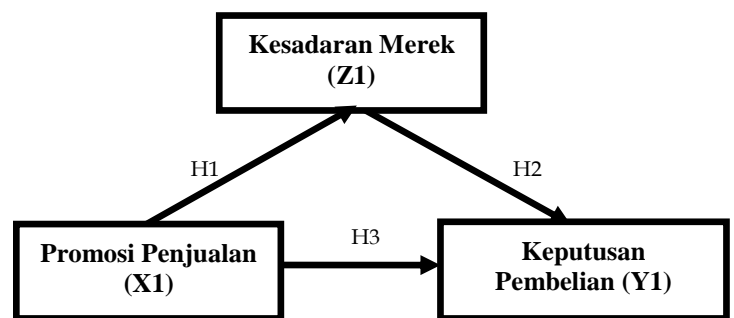 Kesadaran Merek
(Z1)
H1
H2
Promosi Penjualan
(X1)
H3
Keputusan
Pembelian (Y1)